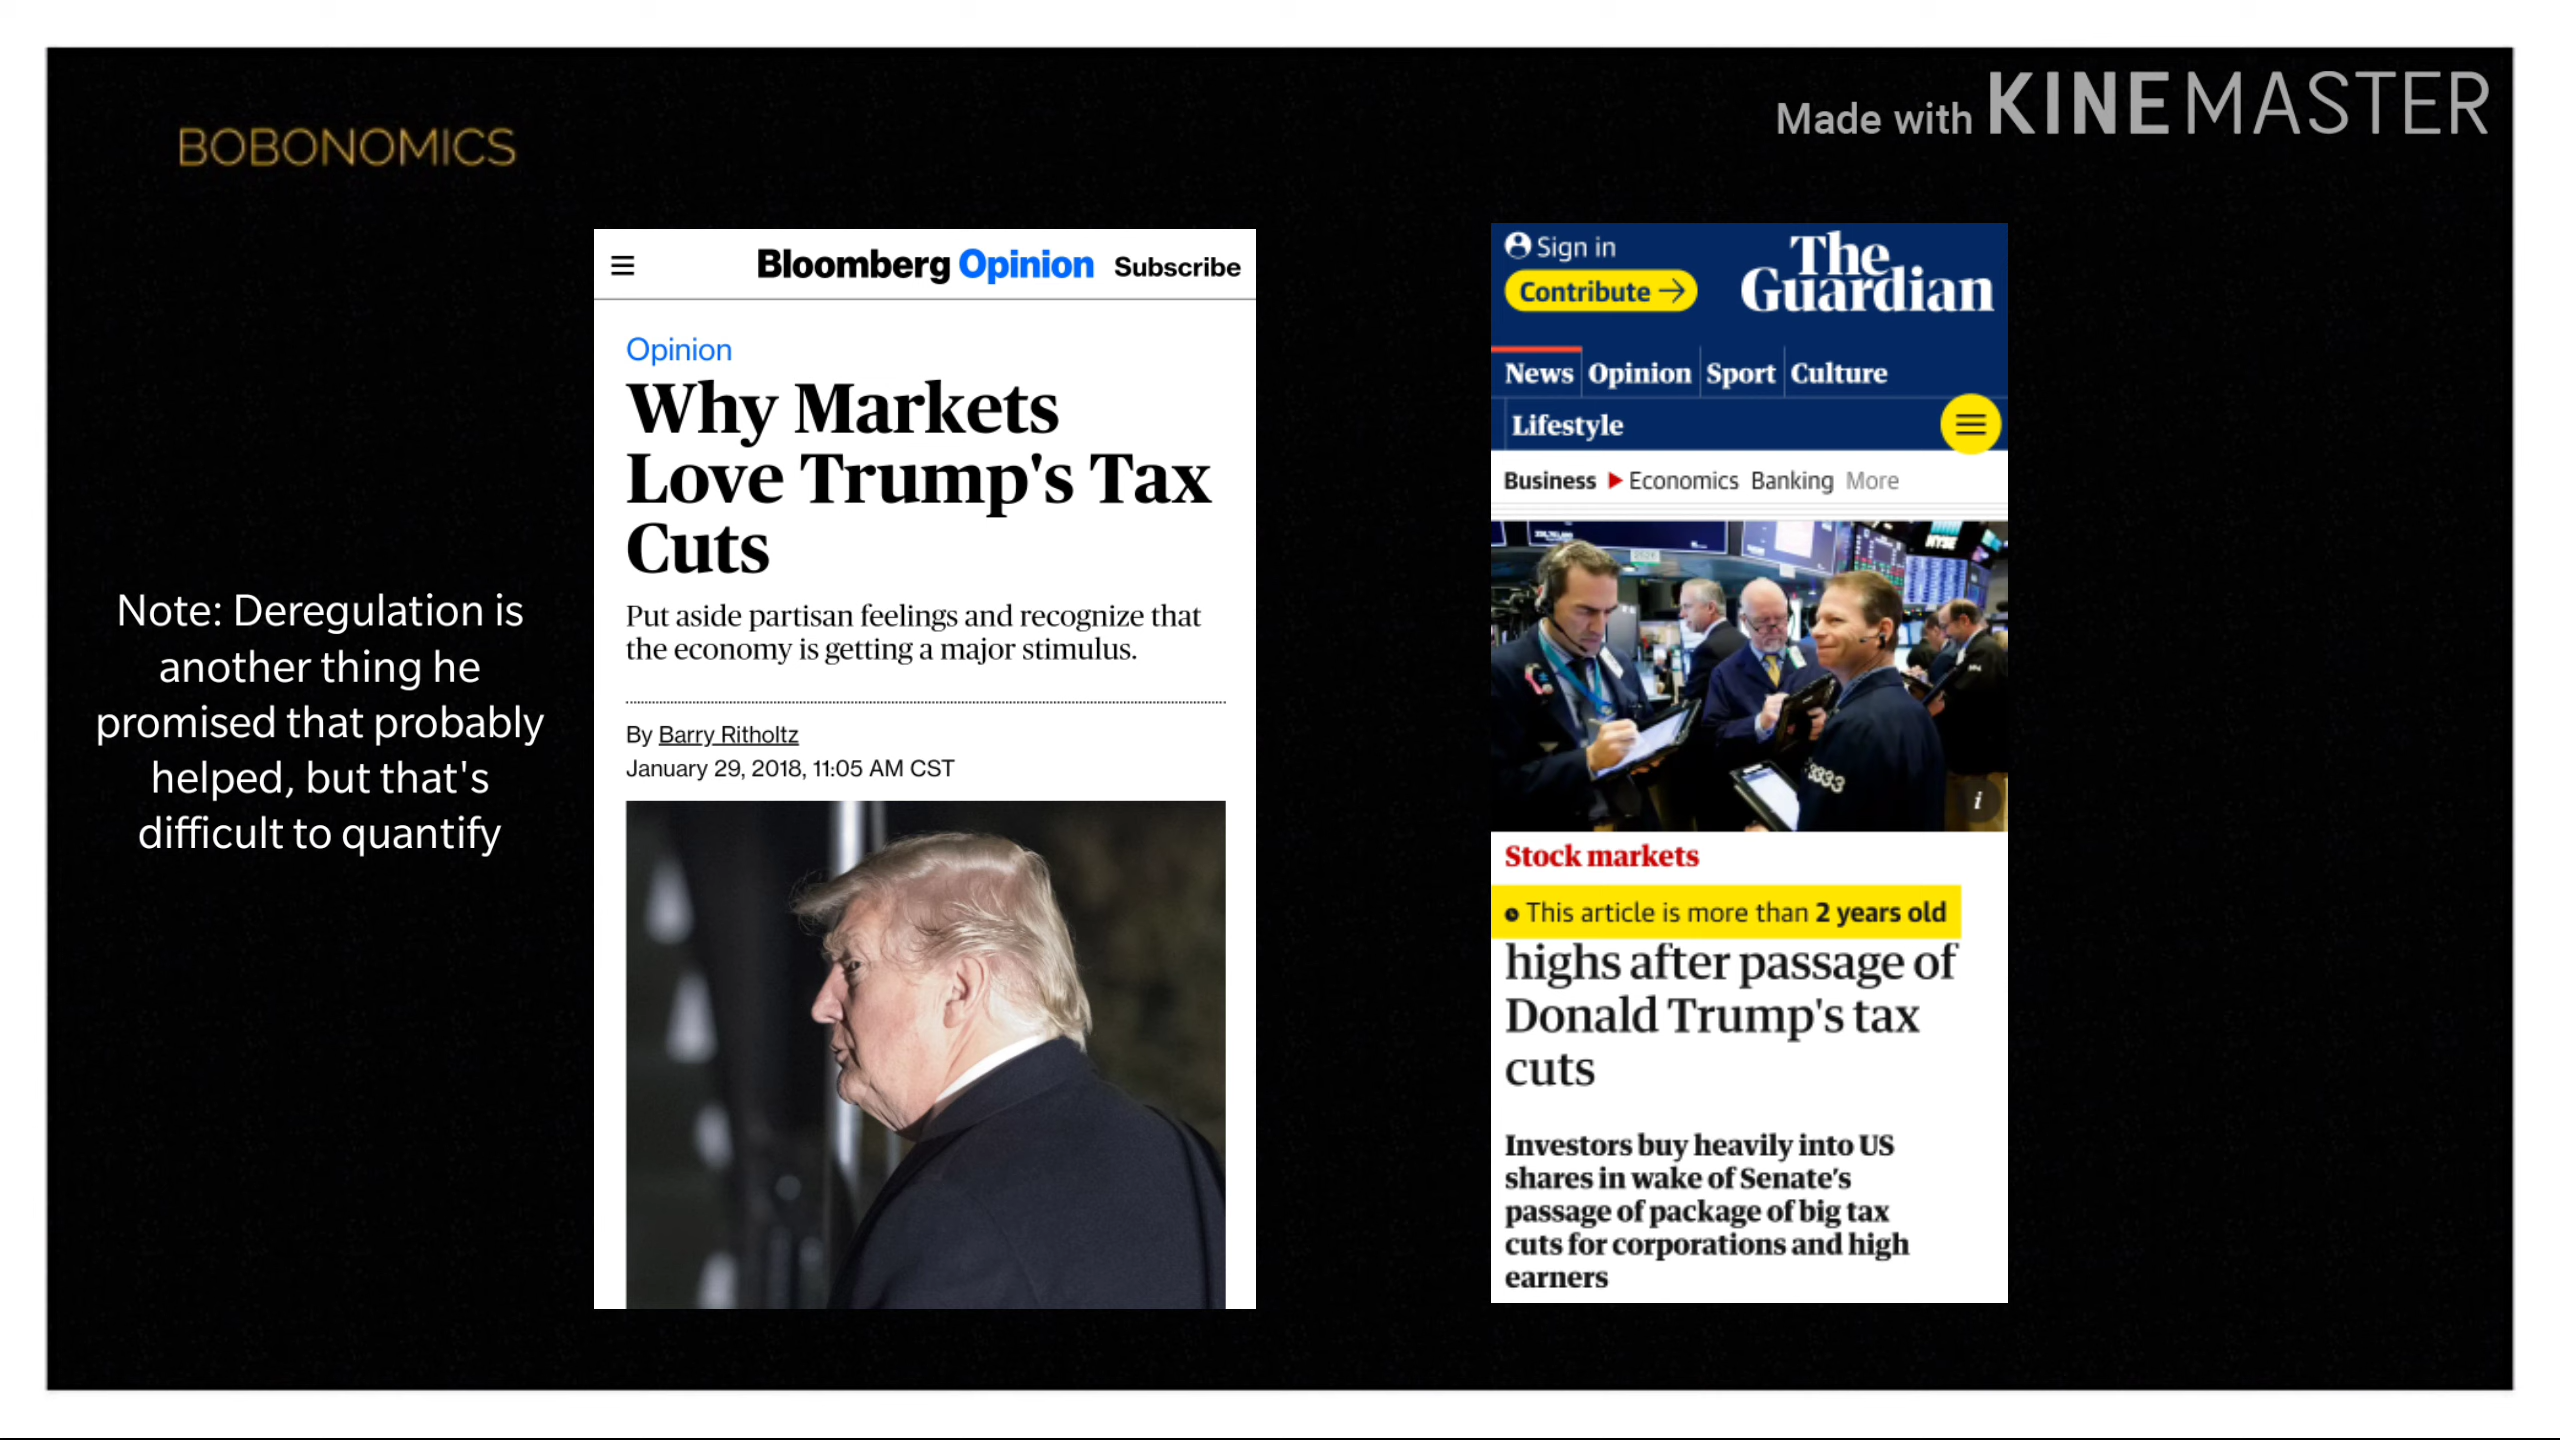 Made with KINEMASTER
BOBONOMICS
Note: Deregulation is
another thing he
promised that probably
helped, but that's
difficult to quantify
Bloomberg Opinion Subscribe
Opinion
Why Markets
Love Trump's Tax
Cuts
Put aside partisan feelings and recognize that
the economy is getting a major stimulus.
By Barry Ritholtz
January 29, 2018, 11:05 AM CST
Sign in
Contribute →
The
Guardian
News Opinion Sport Culture
Lifestyle
Business Economics Banking More
NYSE
3333
i
Stock markets
This article is more than 2 years old
highs after passage of
Donald Trump's tax
cuts
Investors buy heavily into US
shares in wake of Senate's
passage of package of big tax
cuts for corporations and high
earners